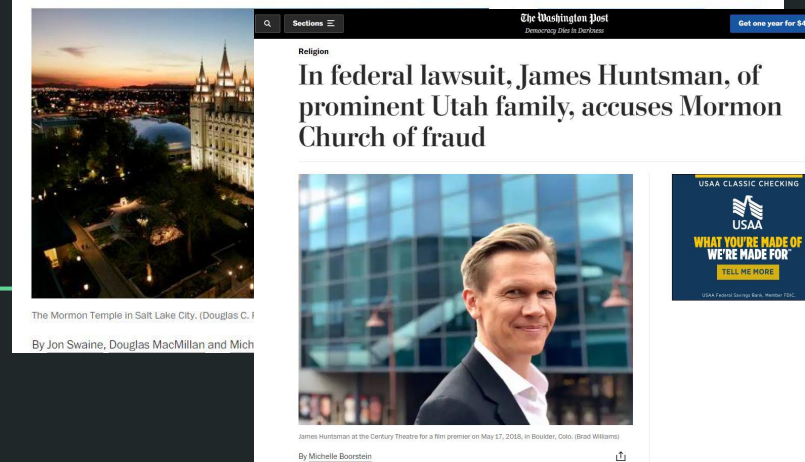 Sections
The Washington Post
Democracy Dies in Darkness
Get one year for $4
Religion
In federal lawsuit, James Huntsman, of
prominent Utah family, accuses Mormon
Church of fraud
USAA CLASSIC CHECKING
USAA
WHAT YOU'RE MADE OF
WE'RE MADE FOR™
TELL ME MORE
USAA Federal Savings Bank, Member FDIC.
The Mormon Temple in Salt Lake City. (Douglas C.
By Jon Swaine, Douglas MacMillan and Mich
James Huntsman at the Century Theatre for a film premier on May 17, 2018, in Boulder, Colo. (Brad Williams)
By Michelle Boorstein